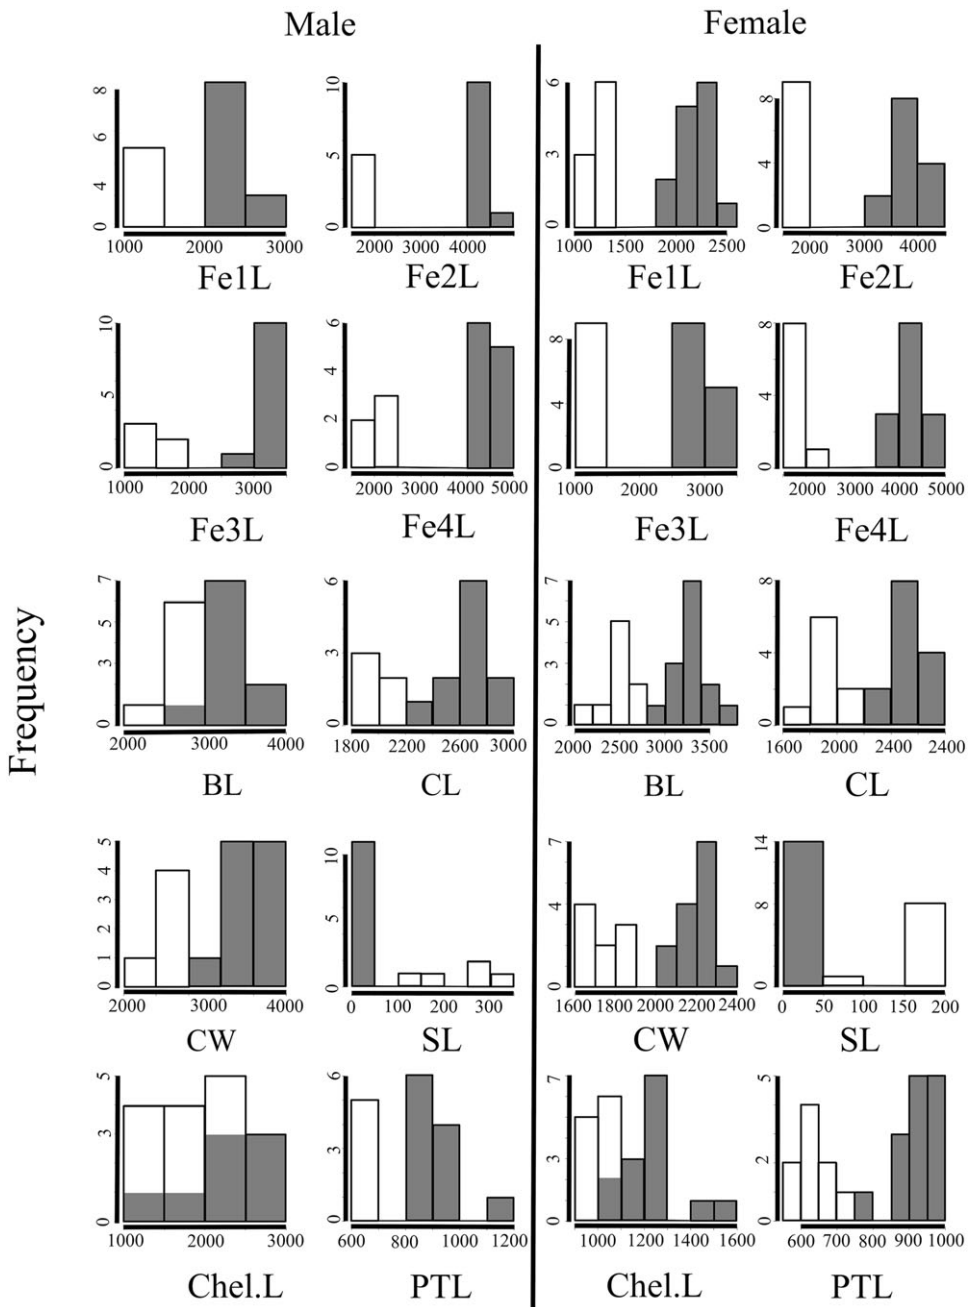 Male
Female
8
6
4
0
1000 2000 3000
Fe1L
10
5
0
2000 3000 4000
Fe2L
6
3
0
1000 1500 2000 2500
Fe1L
8
4
0
2000 3000 4000
Fe2L
10
5
0
1000 2000 3000
Fe3L
6
4
2
0
2000 3000 4000 5000
Fe4L
8
4
0
1000 2000 3000
Fe3L
8
4
0
2000 3000 4000 5000
Fe4L
Frequency
7
5
3
0
2000 3000 4000
BL
6
3
0
1800 2200 2600 3000
CL
7
5
3
0
2000 2500 3000 3500
BL
8
4
0
1600 2000 2400 2400
CL
5
4
3
2
1
0
2000 3000 4000
CW
10
5
0
0 100 200 300
SL
7
4
0
1600 1800 2000 2200 2400
CW
14
8
0
0 50 100 150 200
SL
5
3
0
1000 2000 3000
Chel.L
6
3
0
600 800 1000 1200
PTL
7
3
0
1000 1200 1400 1600
Chel.L
5
2
0
600 700 800 900 1000
PTL